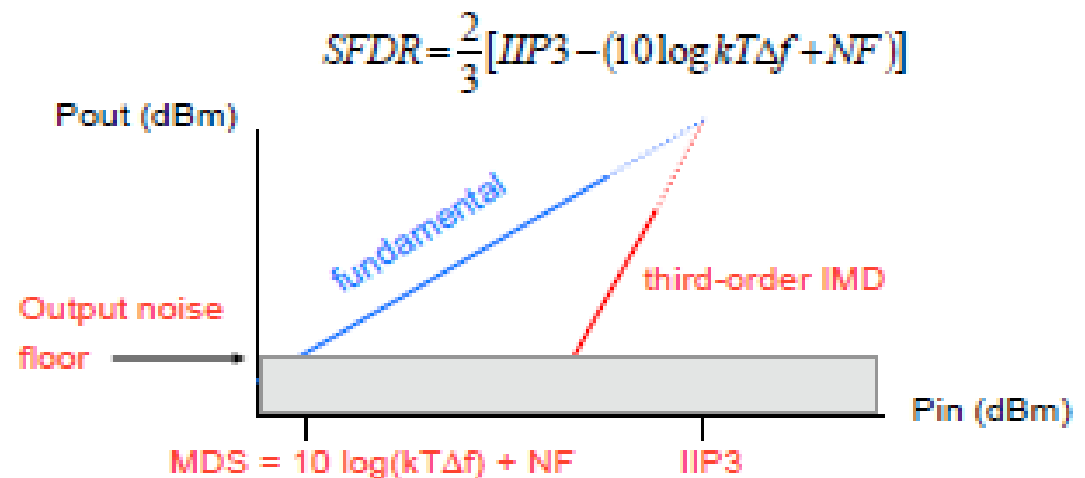 SFDR = 2/3 [IIP3 − (10 log kTΔf + NF)]
Pout (dBm)
fundamental
third-order IMD
Output noise
floor
Pin (dBm)
MDS = 10 log(kTΔf) + NF
IIP3